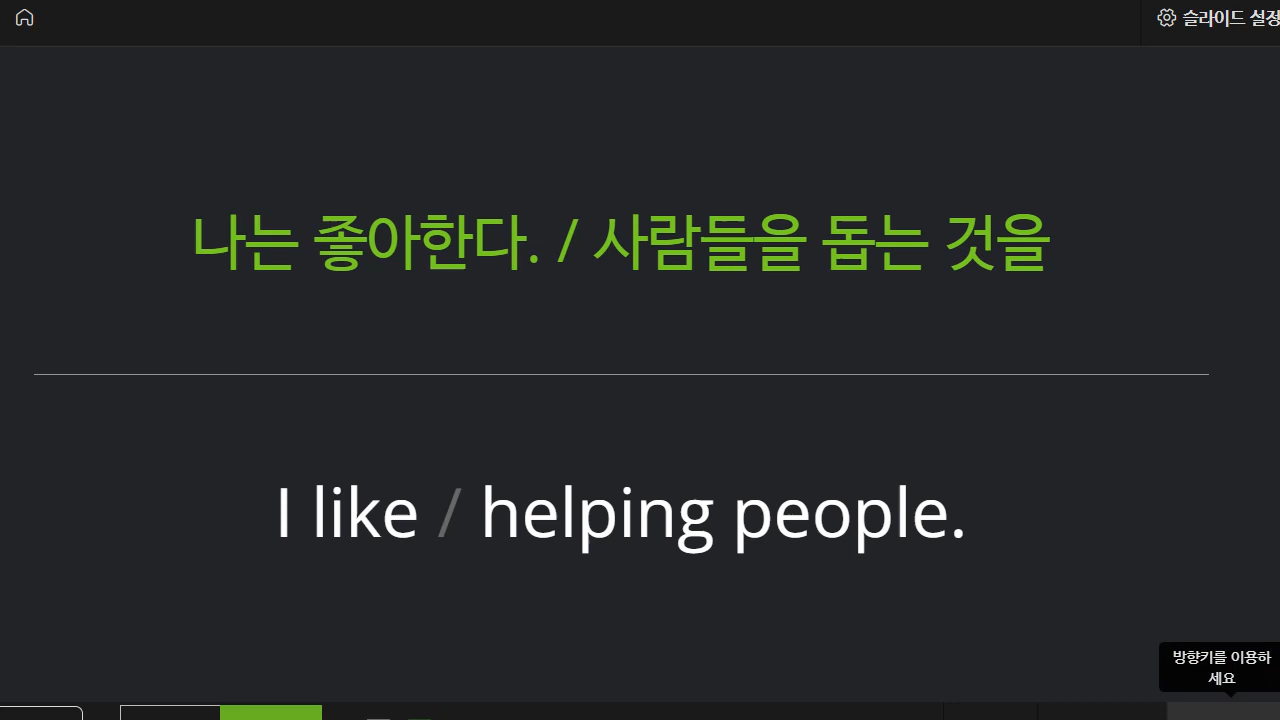 슬라이드 설정
나는 좋아한다. / 사람들을 돕는 것을
I like / helping people.
방향키를 이용하
세요